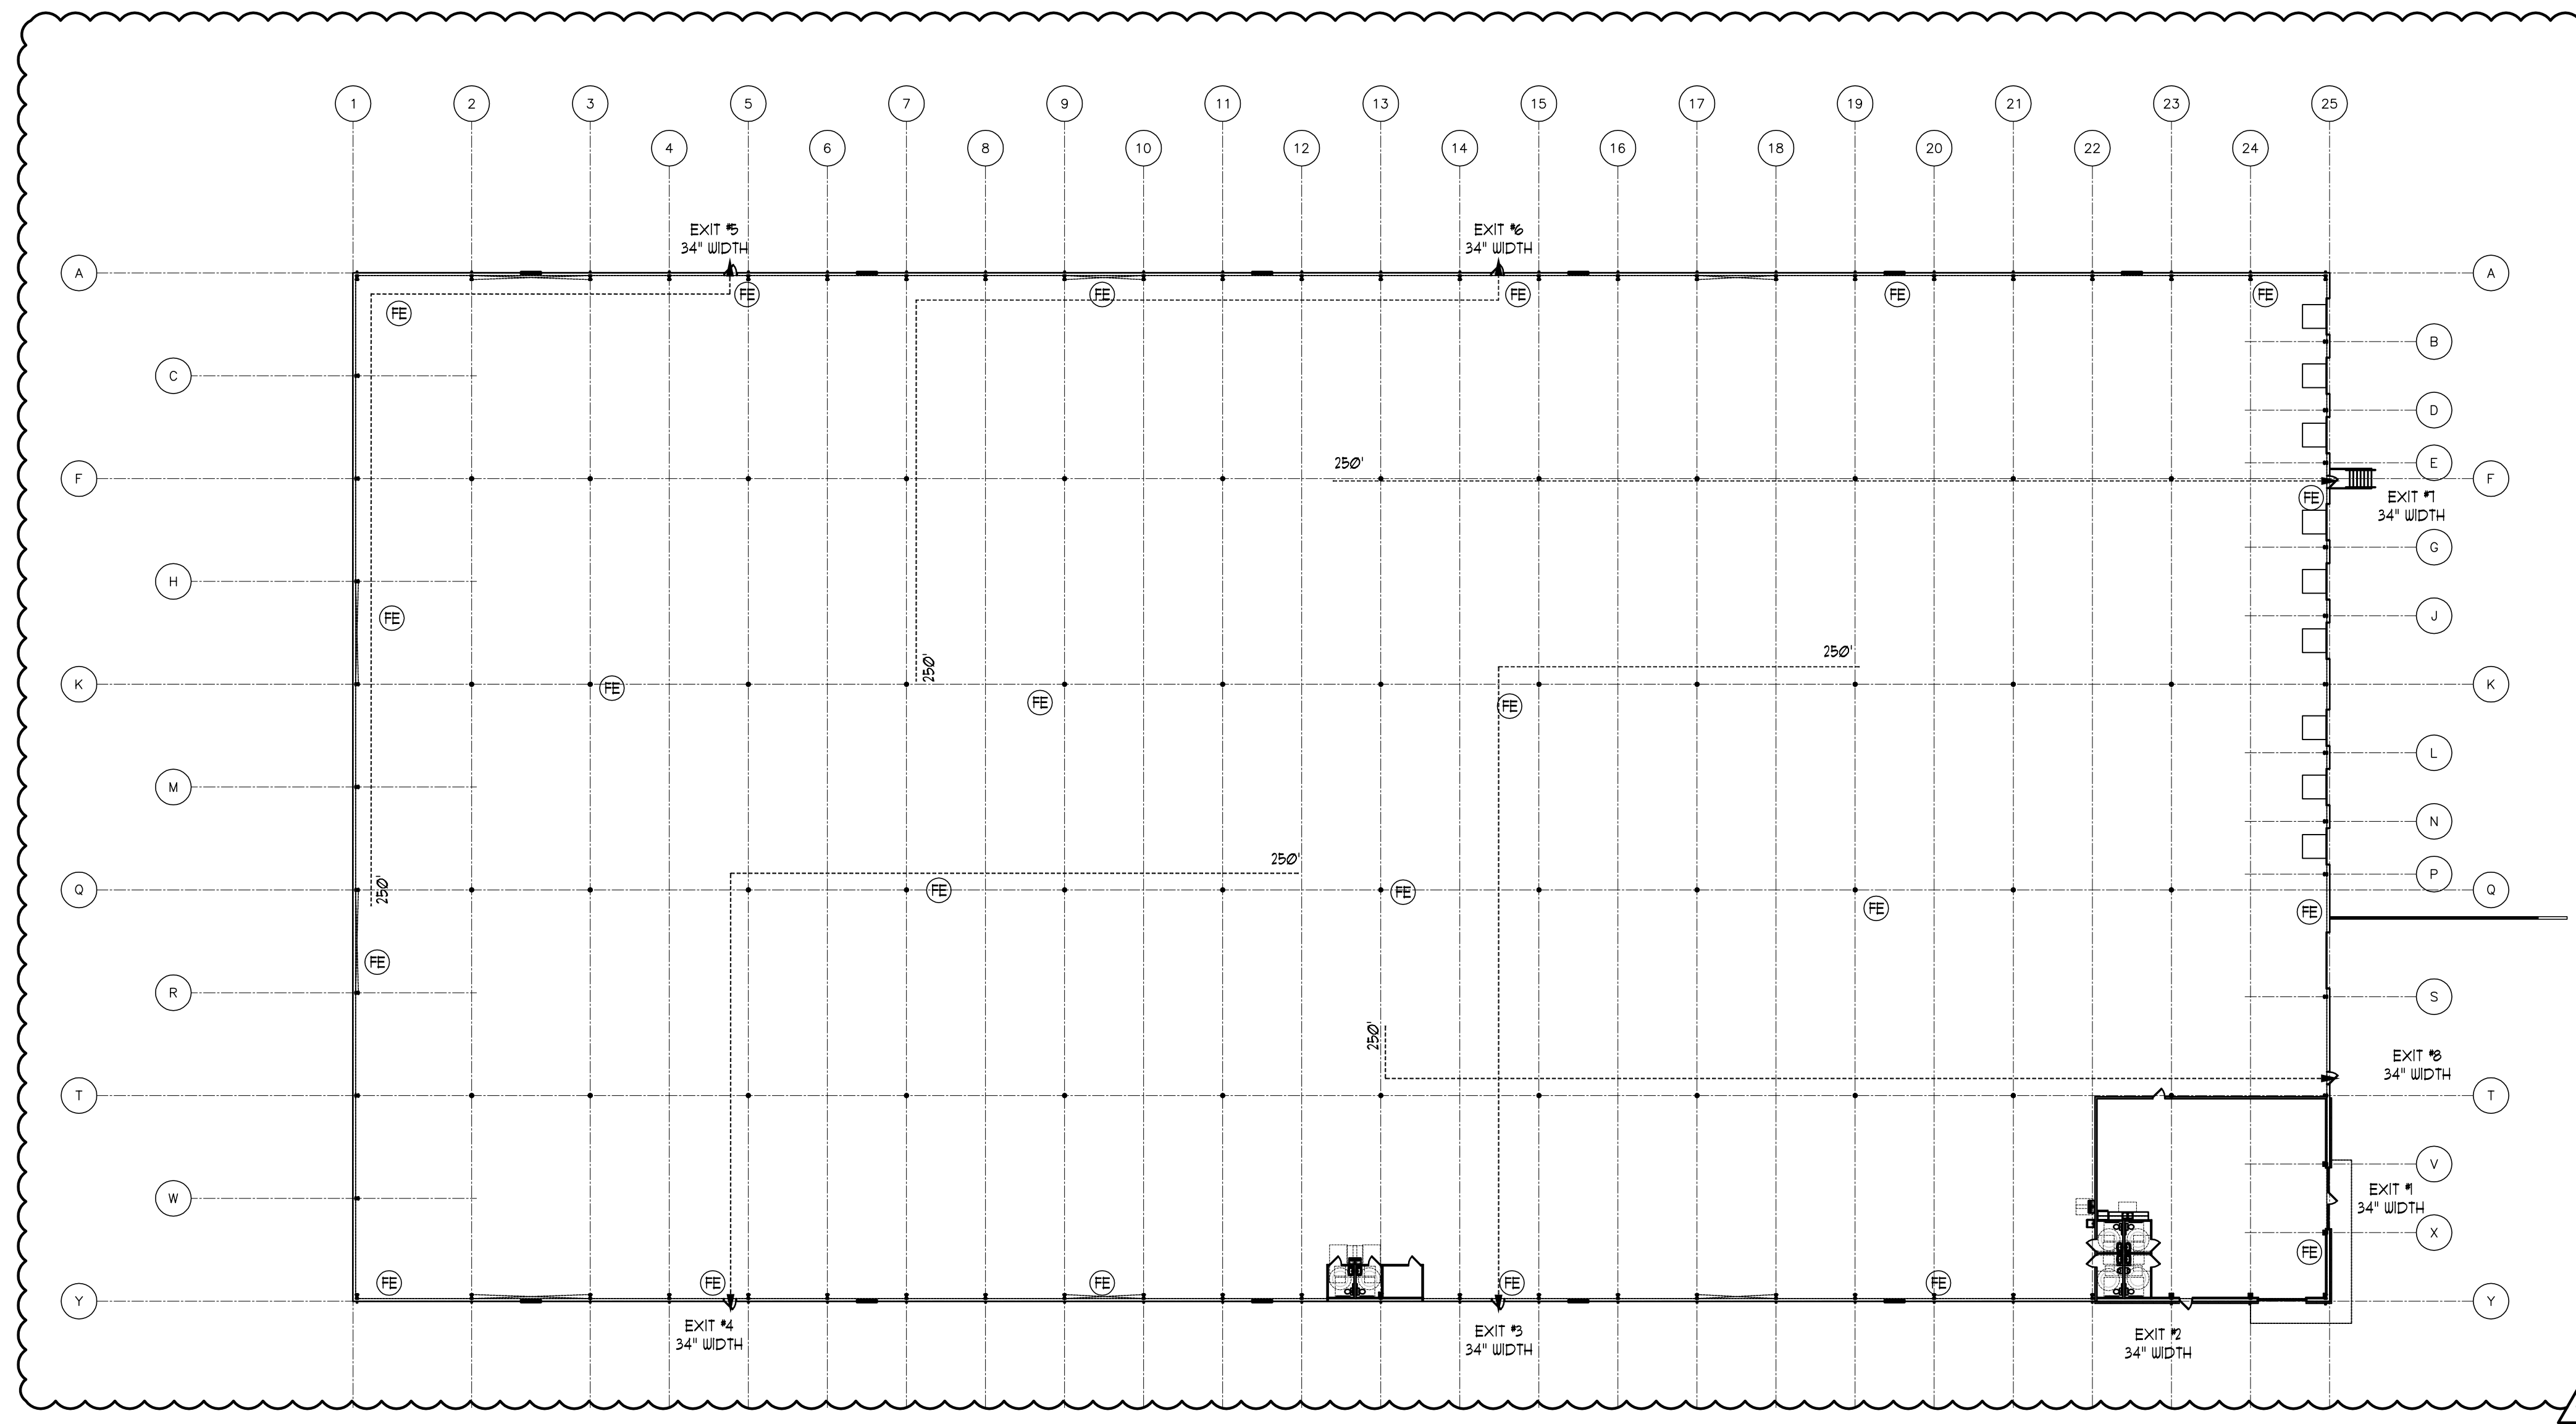 1 2 3 5 7 9 11 13 15 17 19 21 23 25
4 6 8 10 12 14 16 18 20 22 24
EXIT #5
34" WIDTH
EXIT #6
34" WIDTH
A A
FE FE FE FE FE
FE
B
C
D
250'
E
F F
FE
EXIT #7
34" WIDTH
G
H
J
FE
250'
250'
K K
FE
FE
FE
L
M
N
250'
P
250'
Q Q
FE FE
FE
FE
FE
R
S
250'
EXIT #8
34" WIDTH
T T
V
EXIT #1
34" WIDTH
W
X
FE
FE FE FE FE FE
Y Y
EXIT #4
34" WIDTH
EXIT #3
34" WIDTH
EXIT #2
34" WIDTH